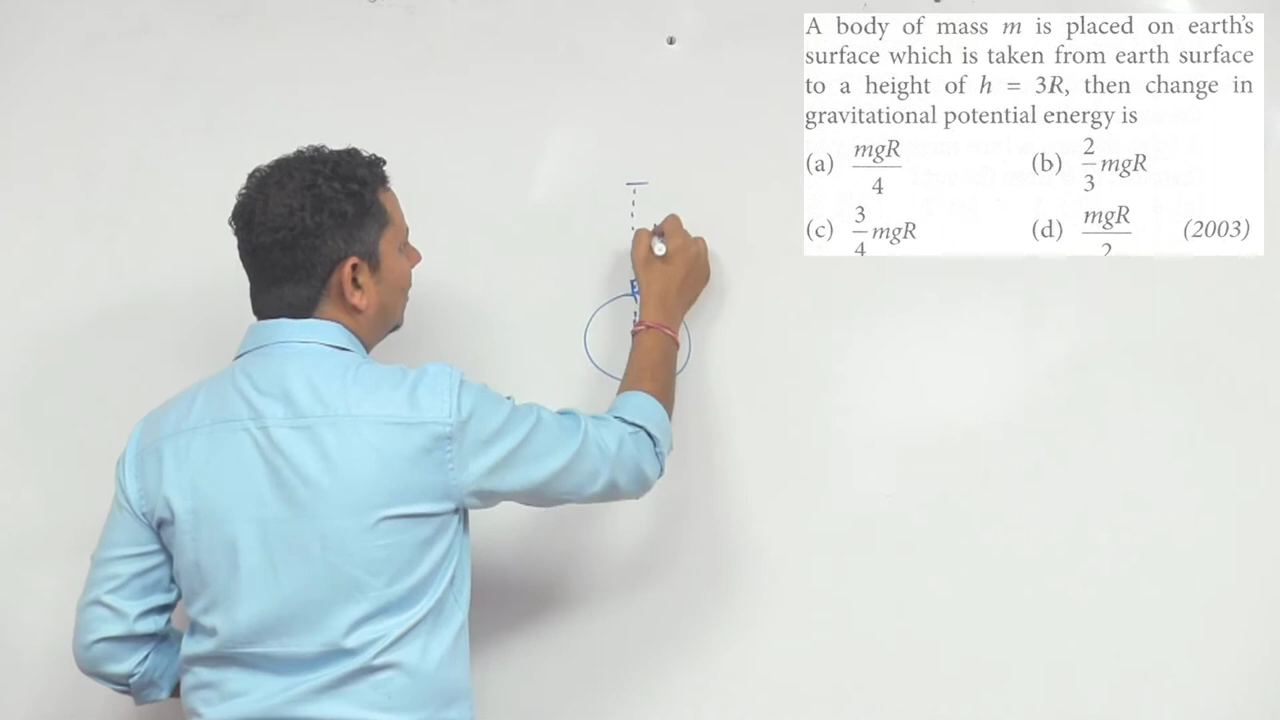 A body of mass m is placed on earth's
surface which is taken from earth surface
to a height of h = 3R, then change in
gravitational potential energy is
(a) mgR/4 (b) 2/3 mgR
(c) 3/4 mgR (d) mgR/2 (2003)